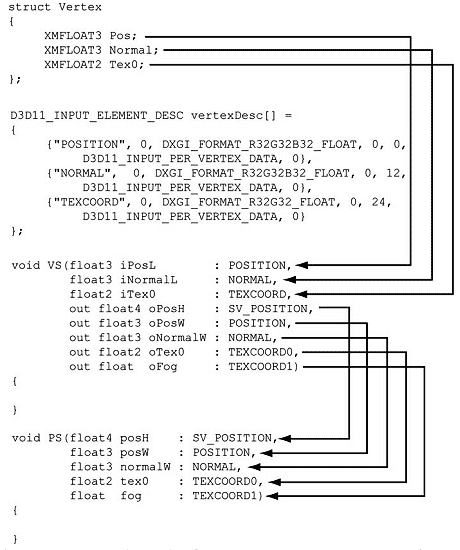 struct Vertex
{
XMFLOAT3 Pos;
XMFLOAT3 Normal;
XMFLOAT2 Tex0;
};
D3D11_INPUT_ELEMENT_DESC vertexDesc[] =
{
{"POSITION", 0, DXGI_FORMAT_R32G32B32_FLOAT, 0, 0,
D3D11_INPUT_PER_VERTEX_DATA, 0},
{"NORMAL", 0, DXGI_FORMAT_R32G32B32_FLOAT, 0, 12,
D3D11_INPUT_PER_VERTEX_DATA, 0},
{"TEXCOORD", 0, DXGI_FORMAT_R32G32_FLOAT, 0, 24,
D3D11_INPUT_PER_VERTEX_DATA, 0}
};
void VS(float3 iPosL : POSITION,
float3 iNormalL : NORMAL,
float2 iTex0 : TEXCOORD,
out float4 oPosH : SV_POSITION,
out float3 oPosW : POSITION,
out float3 oNormalW : NORMAL,
out float2 oTex0 : TEXCOORD0,
out float oFog : TEXCOORD1)
{
}
void PS(float4 posH : SV_POSITION,
float3 posW : POSITION,
float3 normalW : NORMAL,
float2 tex0 : TEXCOORD0,
float fog : TEXCOORD1)
{
}